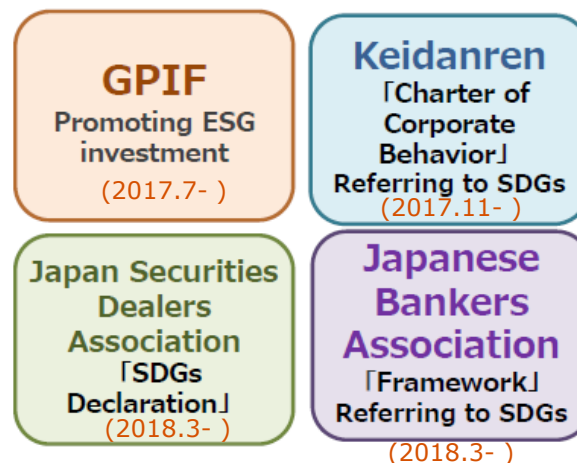 GPIF
Promoting ESG
investment
(2017.7- )
Keidanren
「Charter of
Corporate
Behavior」
Referring to SDGs
(2017.11- )
Japan Securities
Dealers
Association
「SDGs
Declaration」
(2018.3- )
Japanese
Bankers
Association
「Framework」
Referring to SDGs
(2018.3- )